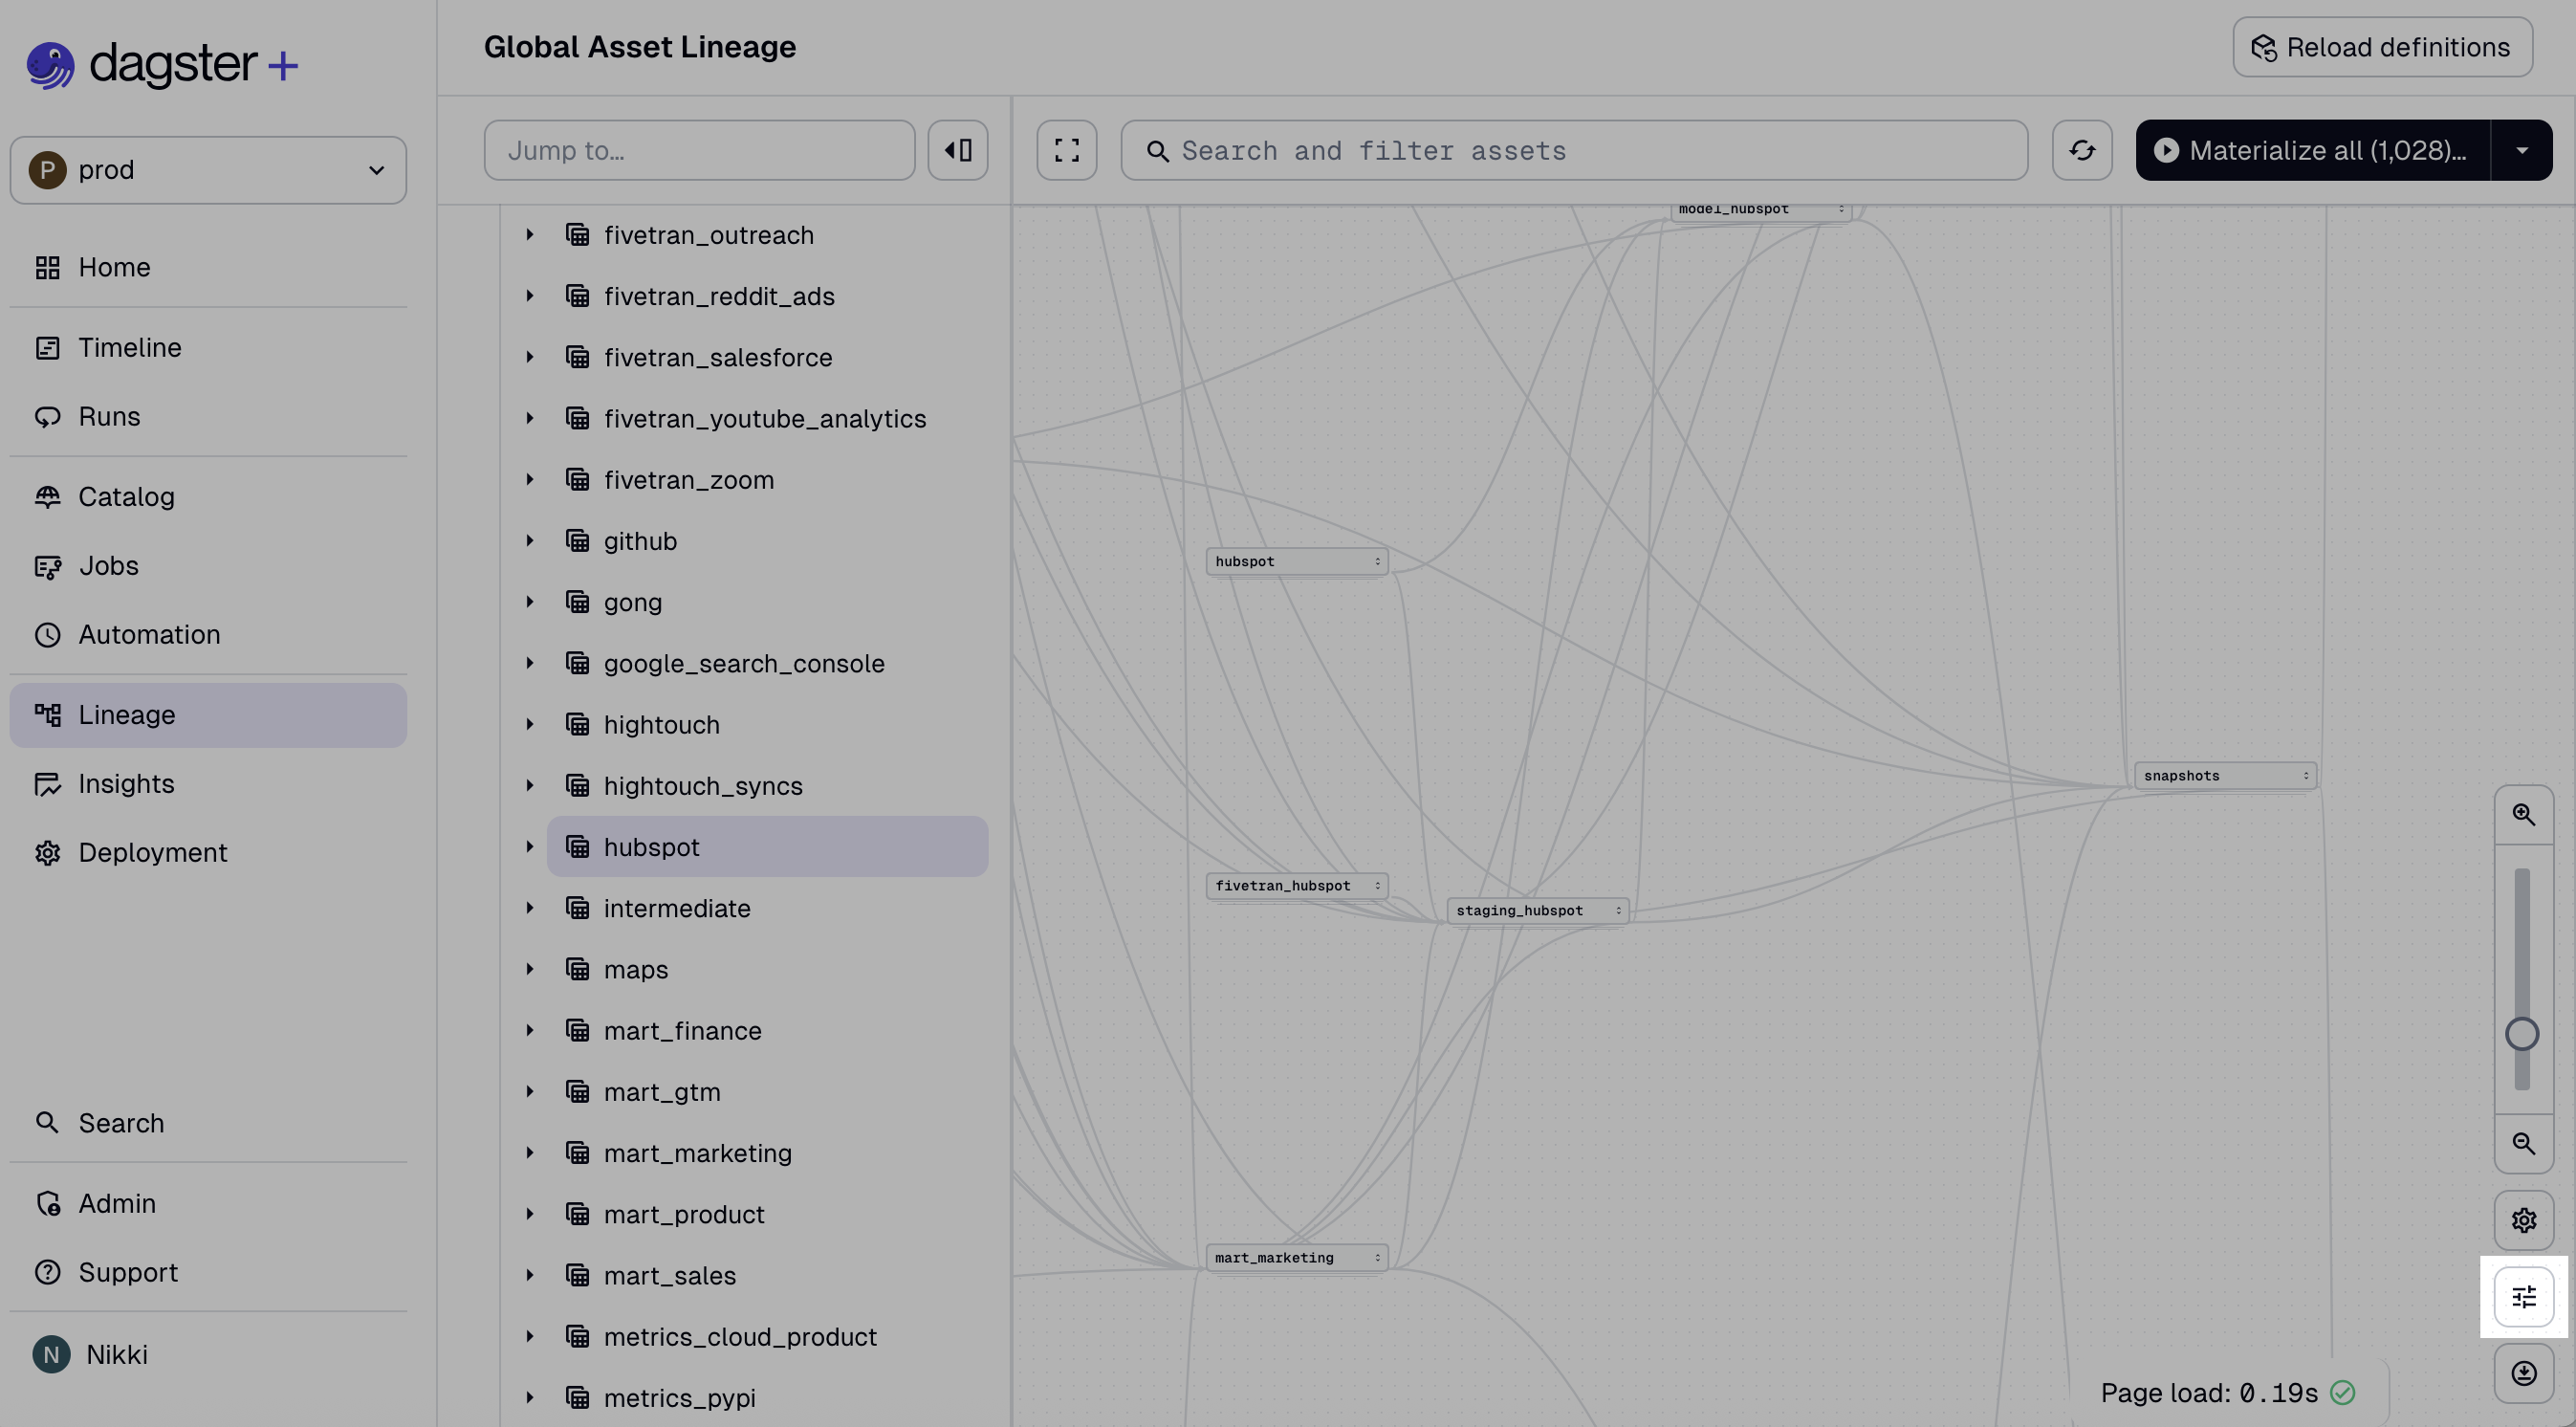 dagster+
P prod
Home
Timeline
Runs
Catalog
Jobs
Automation
Lineage
Insights
Deployment
Search
Admin
Support
N Nikki
Global Asset Lineage
Reload definitions
Jump to…
Search and filter assets
Materialize all (1,028)…
fivetran_outreach
fivetran_reddit_ads
fivetran_salesforce
fivetran_youtube_analytics
fivetran_zoom
github
gong
google_search_console
hightouch
hightouch_syncs
hubspot
intermediate
maps
mart_finance
mart_gtm
mart_marketing
mart_product
mart_sales
metrics_cloud_product
metrics_pypi
model_hubspot
hubspot
snapshots
fivetran_hubspot
staging_hubspot
mart_marketing
Page load: 0.19s